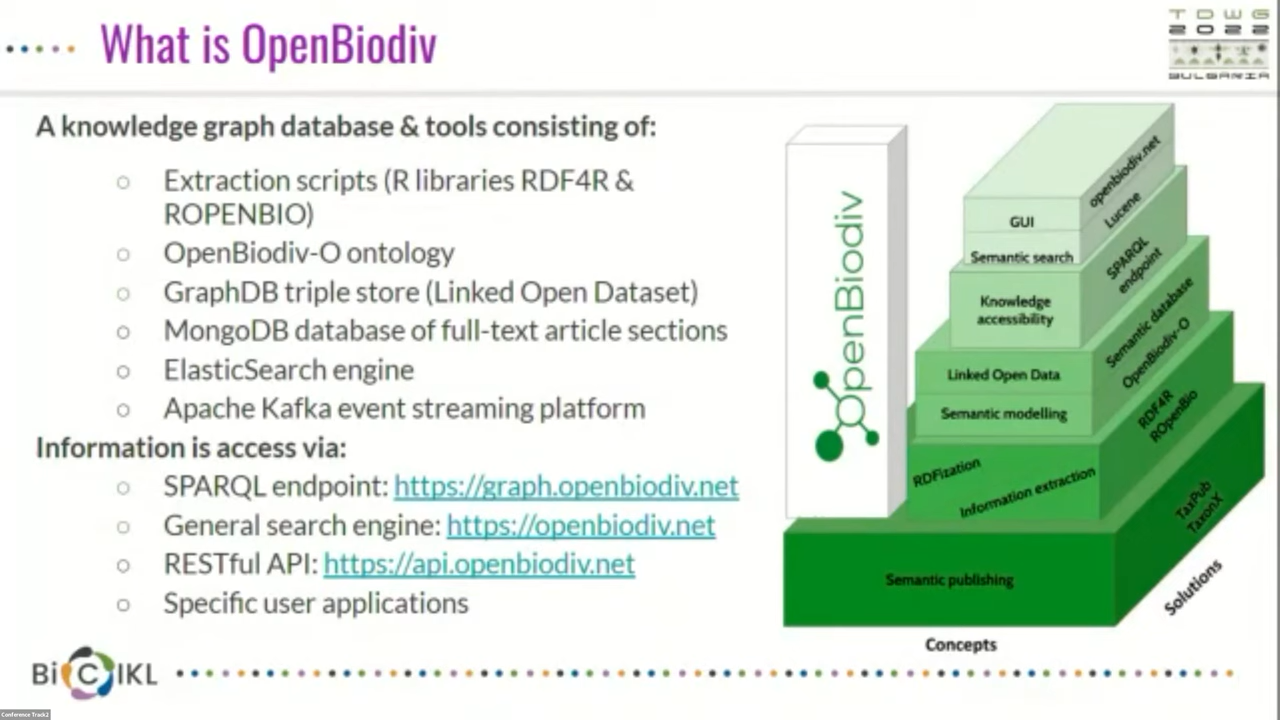 What is OpenBiodiv
TDWG
2022
BULGARIA
A knowledge graph database & tools consisting of:
○ Extraction scripts (R libraries RDF4R &
ROPENBIO)
○ OpenBiodiv-O ontology
○ GraphDB triple store (Linked Open Dataset)
○ MongoDB database of full-text article sections
○ ElasticSearch engine
○ Apache Kafka event streaming platform
Information is access via:
○ SPARQL endpoint: https://graph.openbiodiv.net
○ General search engine: https://openbiodiv.net
○ RESTful API: https://api.openbiodiv.net
○ Specific user applications
OpenBiodiv
GUI
openbiodiv.net
Semantic search
Lucene
Knowledge
accessibility
SPARQL
endpoint
Linked Open Data
Semantic database
Semantic modelling
OpenBiodiv-O
RDFization
Information extraction
RDF4R
ROpenBio
Semantic publishing
TaxPub
TaxonX
Concepts
Solutions
BiCIKL
Conference Track2